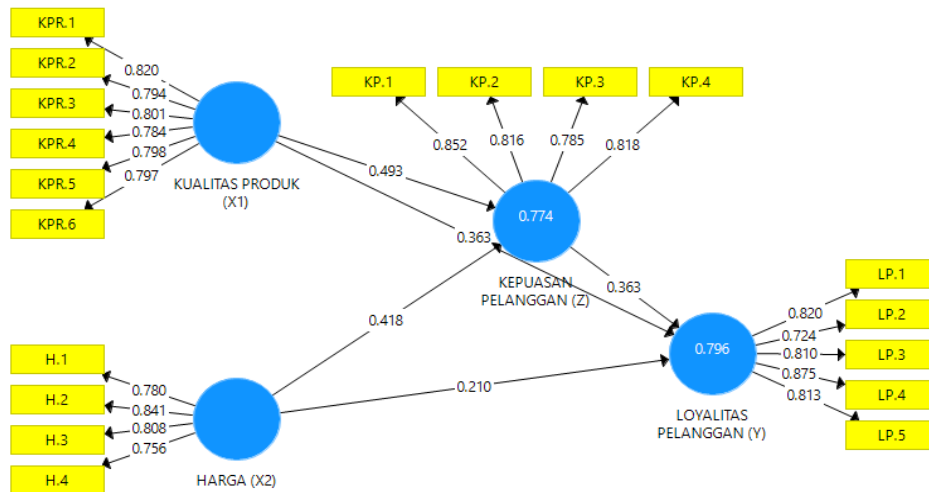 KPR.1
KPR.2
KPR.3
KPR.4
KPR.5
KPR.6
0.820
0.794
0.801
0.784
0.798
0.797
KUALITAS PRODUK
(X1)
KP.1
KP.2
KP.3
KP.4
0.852
0.816
0.785
0.818
0.493
0.774
0.363
KEPUASAN
PELANGGAN (Z)
0.363
0.418
0.210
H.1
H.2
H.3
H.4
0.780
0.841
0.808
0.756
HARGA (X2)
0.796
LOYALITAS
PELANGGAN (Y)
0.820
0.724
0.810
0.875
0.813
LP.1
LP.2
LP.3
LP.4
LP.5